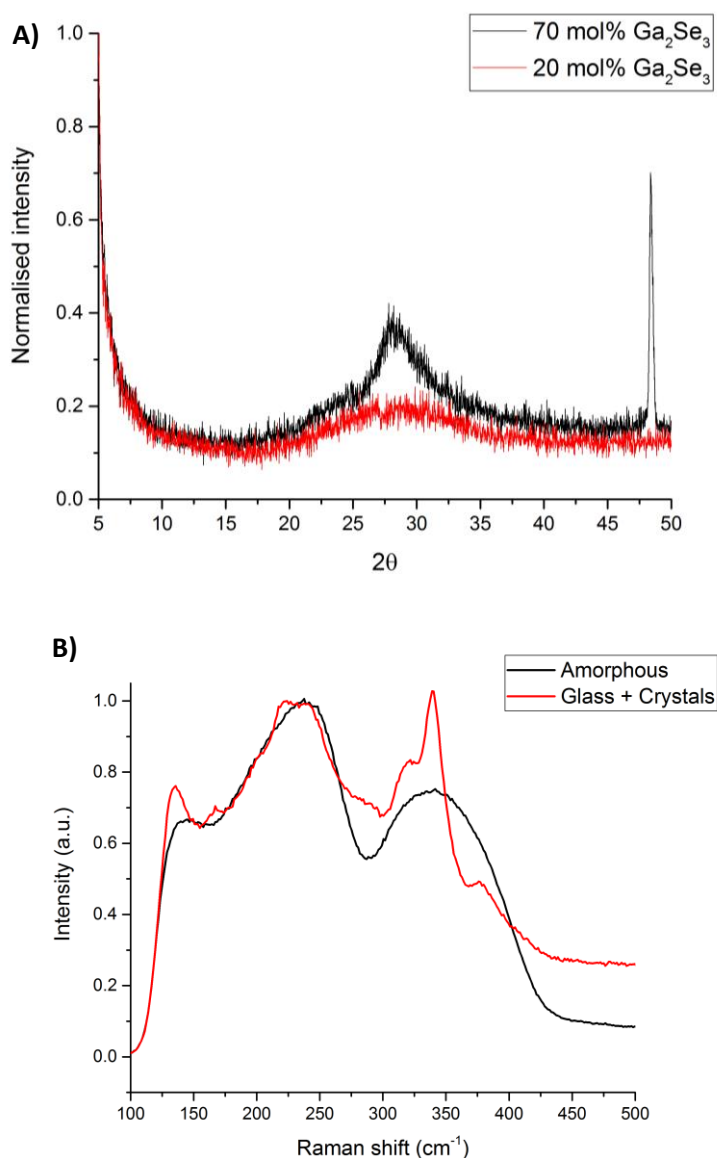 A)
70 mol% Ga₂Se₃
20 mol% Ga₂Se₃
Normalised intensity
1.0
0.8
0.6
0.4
0.2
0.0
5 10 15 20 25 30 35 40 45 50
2θ
B)
Amorphous
Glass + Crystals
Intensity (a.u.)
1.0
0.8
0.6
0.4
0.2
0.0
100 150 200 250 300 350 400 450 500
Raman shift (cm⁻¹)